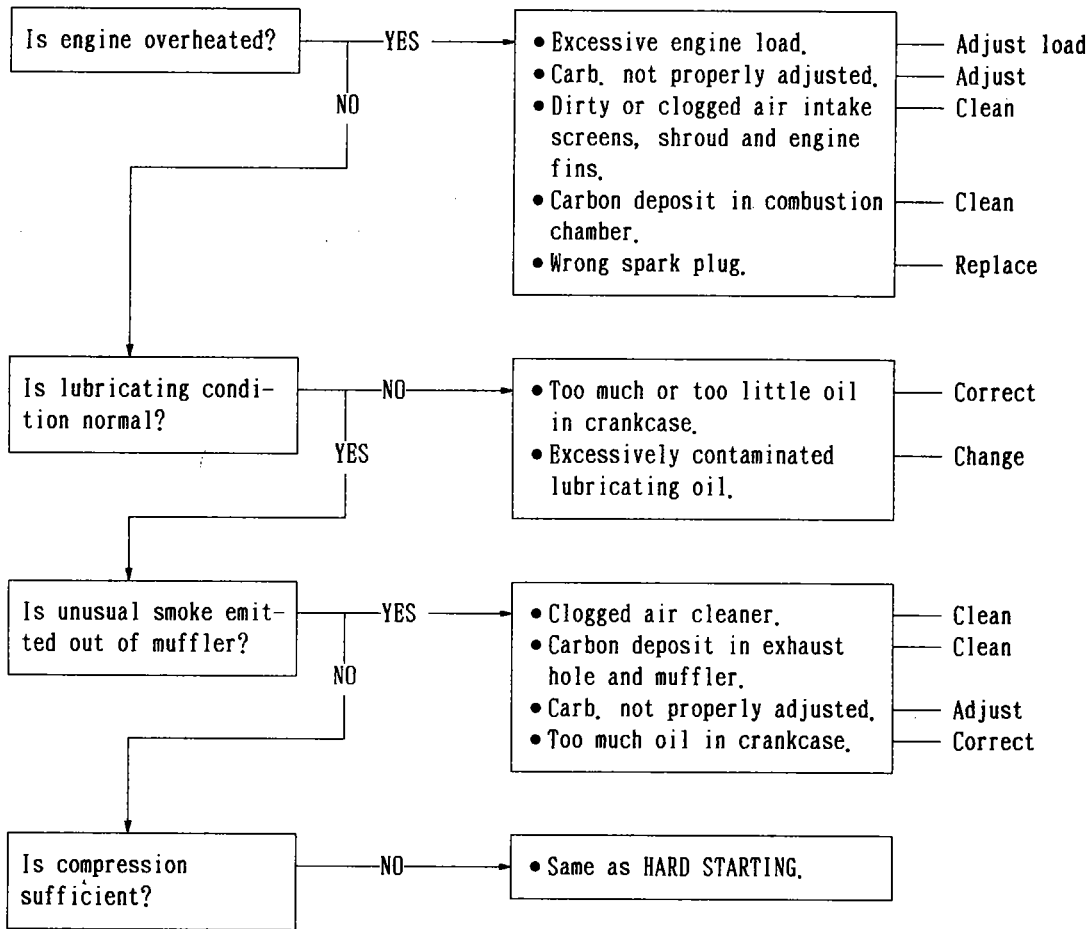 Is engine overheated?
YES
NO
• Excessive engine load.
Adjust load
• Carb. not properly adjusted.
Adjust
• Dirty or clogged air intake
screens, shroud and engine
fins.
Clean
• Carbon deposit in combustion
chamber.
Clean
• Wrong spark plug.
Replace
Is lubricating condi-
tion normal?
NO
YES
• Too much or too little oil
in crankcase.
Correct
• Excessively contaminated
lubricating oil.
Change
Is unusual smoke emit-
ted out of muffler?
YES
NO
• Clogged air cleaner.
Clean
• Carbon deposit in exhaust
hole and muffler.
Clean
• Carb. not properly adjusted.
Adjust
• Too much oil in crankcase.
Correct
Is compression
sufficient?
NO
• Same as HARD STARTING.